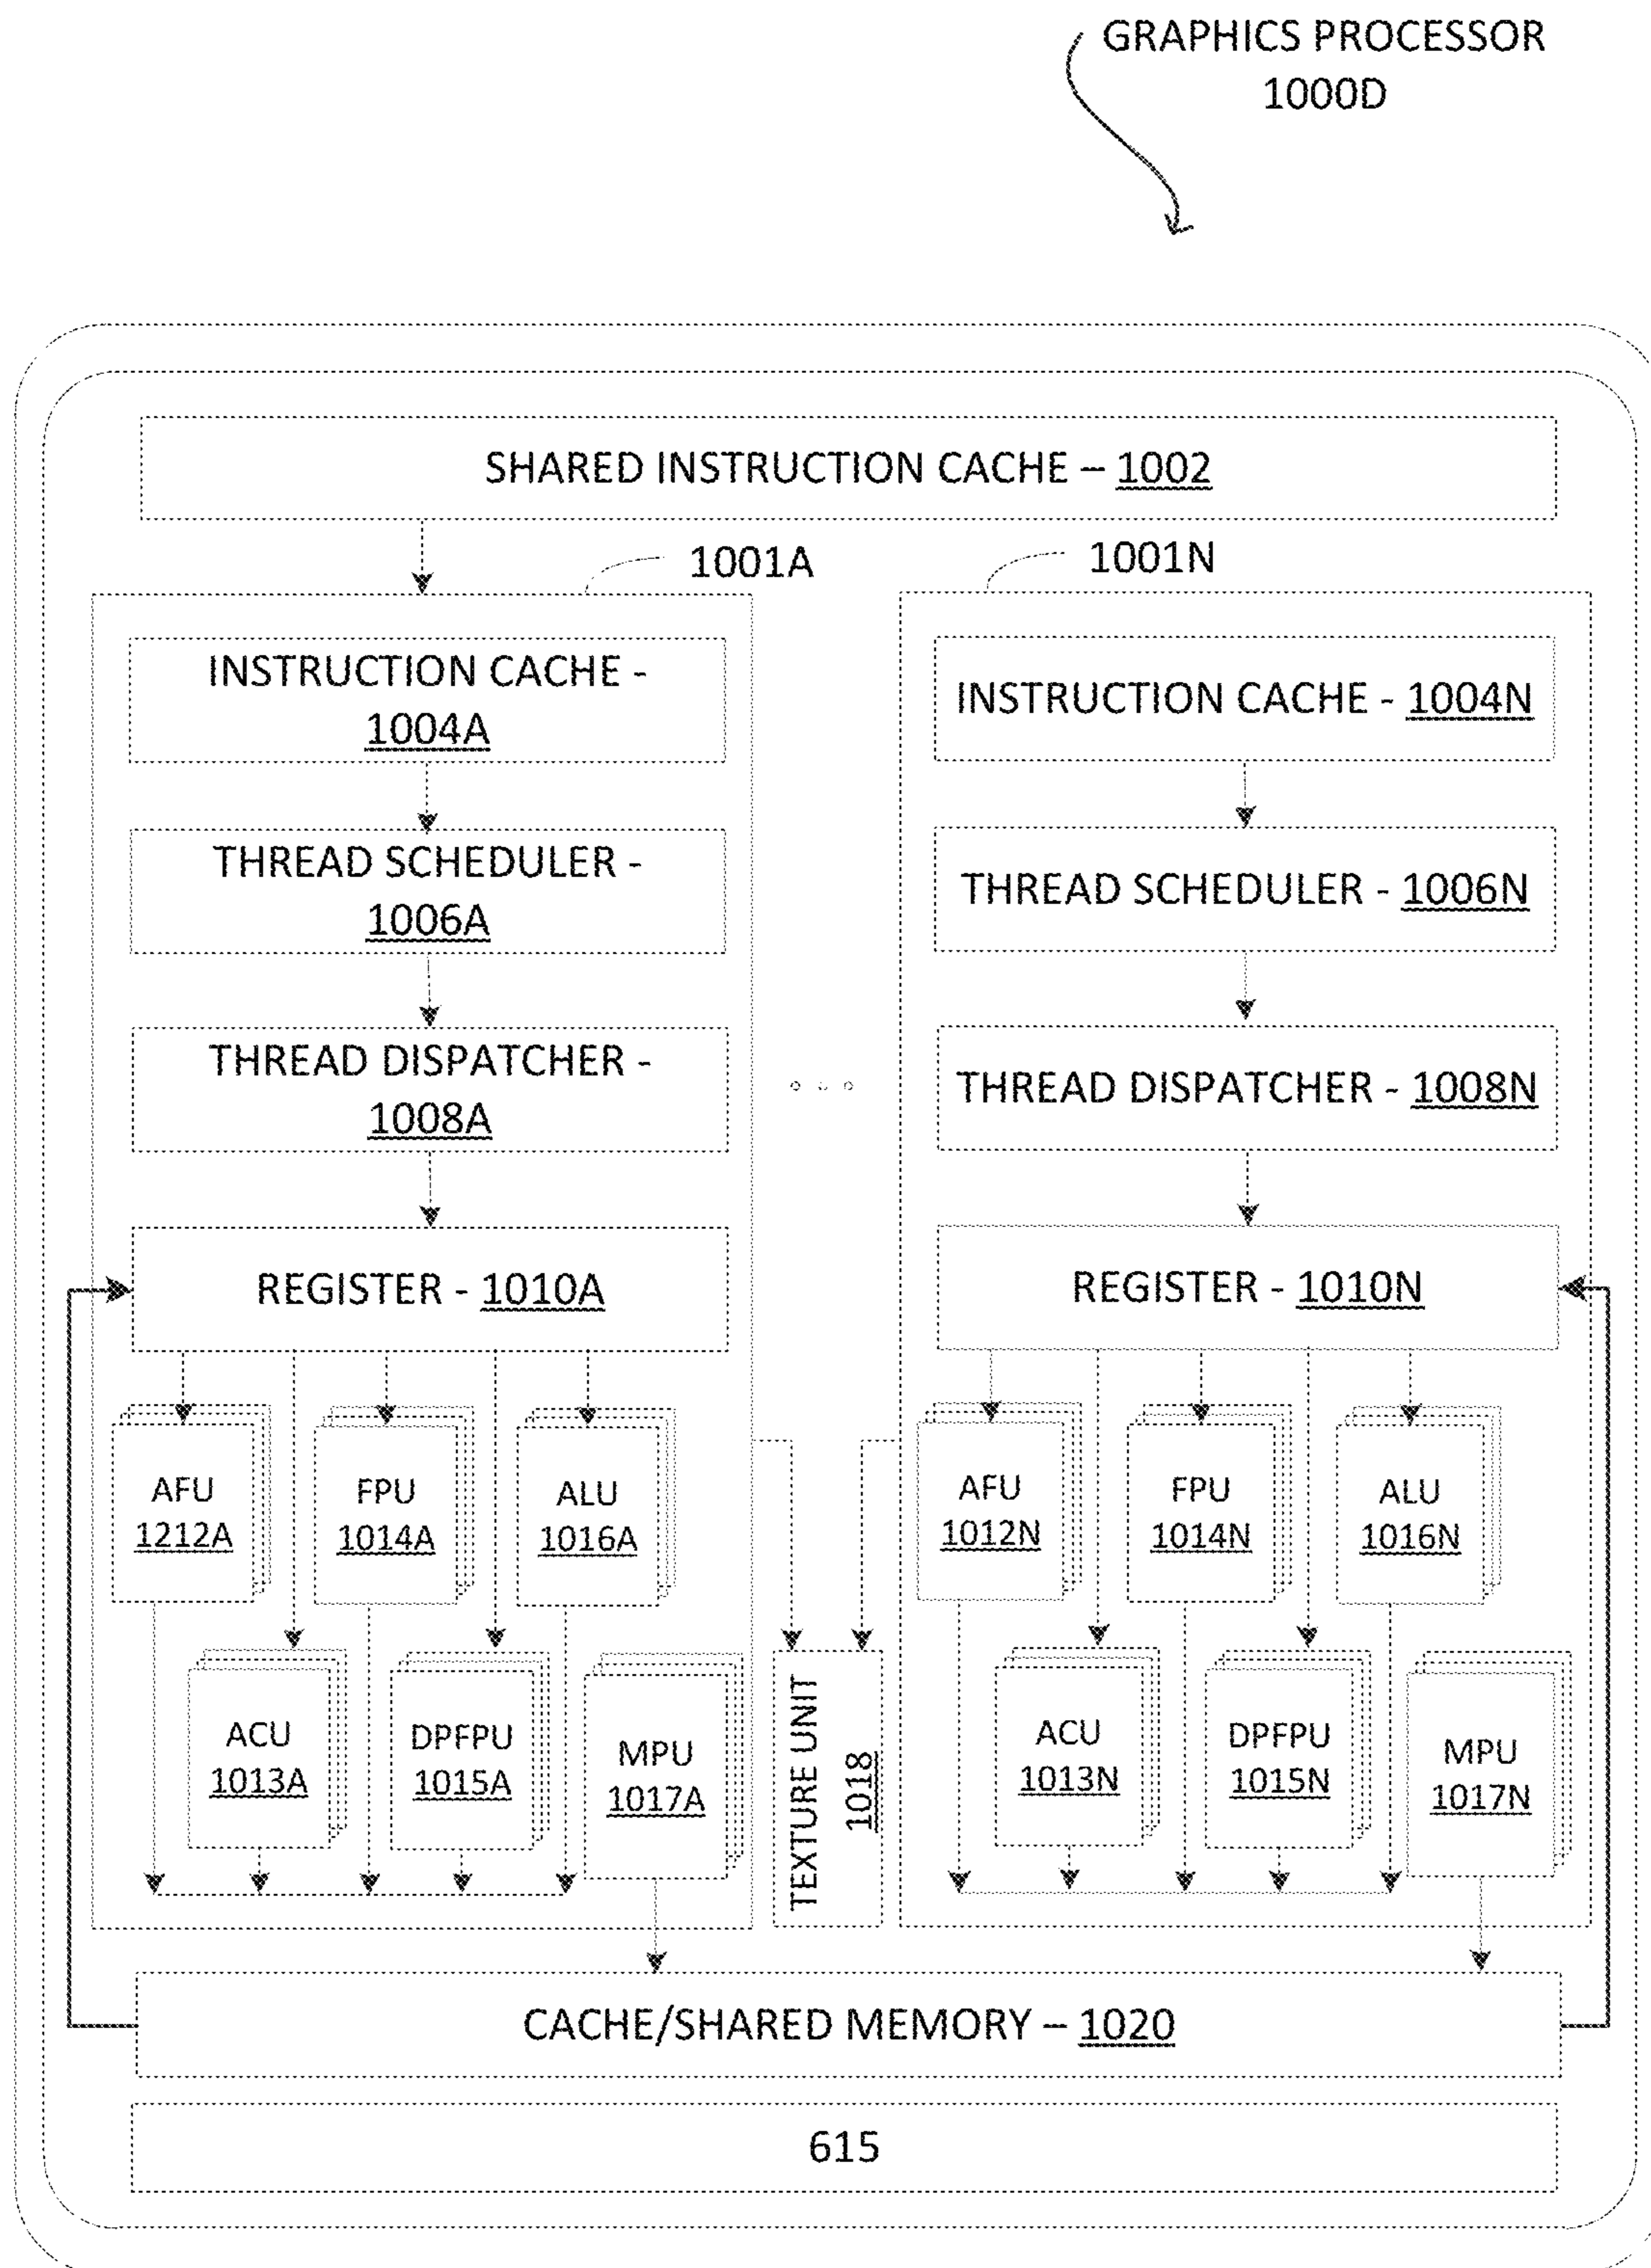 GRAPHICS PROCESSOR
1000D
SHARED INSTRUCTION CACHE – 1002
1001A
1001N
INSTRUCTION CACHE -
1004A
INSTRUCTION CACHE - 1004N
THREAD SCHEDULER -
1006A
THREAD SCHEDULER - 1006N
THREAD DISPATCHER -
1008A
THREAD DISPATCHER - 1008N
REGISTER - 1010A
REGISTER - 1010N
AFU
1212A
FPU
1014A
ALU
1016A
AFU
1012N
FPU
1014N
ALU
1016N
ACU
1013A
DPFPU
1015A
MPU
1017A
TEXTURE UNIT
1018
ACU
1013N
DPFPU
1015N
MPU
1017N
CACHE/SHARED MEMORY – 1020
615